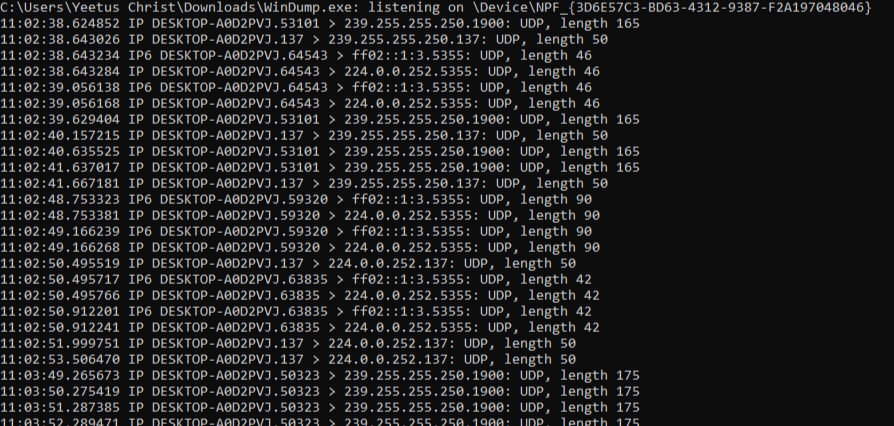 C:\Users\Yeetus Christ\Downloads\WinDump.exe: listening on \Device\NPF_{3D6E57C3-BD63-4312-9387-F2A197048046}
11:02:38.624852 IP DESKTOP-A0D2PVJ.53101 > 239.255.255.250.1900: UDP, length 165
11:02:38.643026 IP DESKTOP-A0D2PVJ.137 > 239.255.255.250.137: UDP, length 50
11:02:38.643234 IP6 DESKTOP-A0D2PVJ.64543 > ff02::1:3.5355: UDP, length 46
11:02:38.643284 IP DESKTOP-A0D2PVJ.64543 > 224.0.0.252.5355: UDP, length 46
11:02:39.056138 IP6 DESKTOP-A0D2PVJ.64543 > ff02::1:3.5355: UDP, length 46
11:02:39.056168 IP DESKTOP-A0D2PVJ.64543 > 224.0.0.252.5355: UDP, length 46
11:02:39.629404 IP DESKTOP-A0D2PVJ.53101 > 239.255.255.250.1900: UDP, length 165
11:02:40.157215 IP DESKTOP-A0D2PVJ.137 > 239.255.255.250.137: UDP, length 50
11:02:40.635525 IP DESKTOP-A0D2PVJ.53101 > 239.255.255.250.1900: UDP, length 165
11:02:41.637017 IP DESKTOP-A0D2PVJ.53101 > 239.255.255.250.1900: UDP, length 165
11:02:41.667181 IP DESKTOP-A0D2PVJ.137 > 239.255.255.250.137: UDP, length 50
11:02:48.753323 IP6 DESKTOP-A0D2PVJ.59320 > ff02::1:3.5355: UDP, length 90
11:02:48.753381 IP DESKTOP-A0D2PVJ.59320 > 224.0.0.252.5355: UDP, length 90
11:02:49.166239 IP6 DESKTOP-A0D2PVJ.59320 > ff02::1:3.5355: UDP, length 90
11:02:49.166268 IP DESKTOP-A0D2PVJ.59320 > 224.0.0.252.5355: UDP, length 90
11:02:50.495519 IP DESKTOP-A0D2PVJ.137 > 224.0.0.252.137: UDP, length 50
11:02:50.495717 IP6 DESKTOP-A0D2PVJ.63835 > ff02::1:3.5355: UDP, length 42
11:02:50.495766 IP DESKTOP-A0D2PVJ.63835 > 224.0.0.252.5355: UDP, length 42
11:02:50.912201 IP6 DESKTOP-A0D2PVJ.63835 > ff02::1:3.5355: UDP, length 42
11:02:50.912241 IP DESKTOP-A0D2PVJ.63835 > 224.0.0.252.5355: UDP, length 42
11:02:51.999751 IP DESKTOP-A0D2PVJ.137 > 224.0.0.252.137: UDP, length 50
11:02:53.506470 IP DESKTOP-A0D2PVJ.137 > 224.0.0.252.137: UDP, length 50
11:03:49.265673 IP DESKTOP-A0D2PVJ.50323 > 239.255.255.250.1900: UDP, length 175
11:03:50.275419 IP DESKTOP-A0D2PVJ.50323 > 239.255.255.250.1900: UDP, length 175
11:03:51.287385 IP DESKTOP-A0D2PVJ.50323 > 239.255.255.250.1900: UDP, length 175
11:03:52.289471 IP DESKTOP-A0D2PVJ.50323 > 239.255.255.250.1900: UDP, length 175